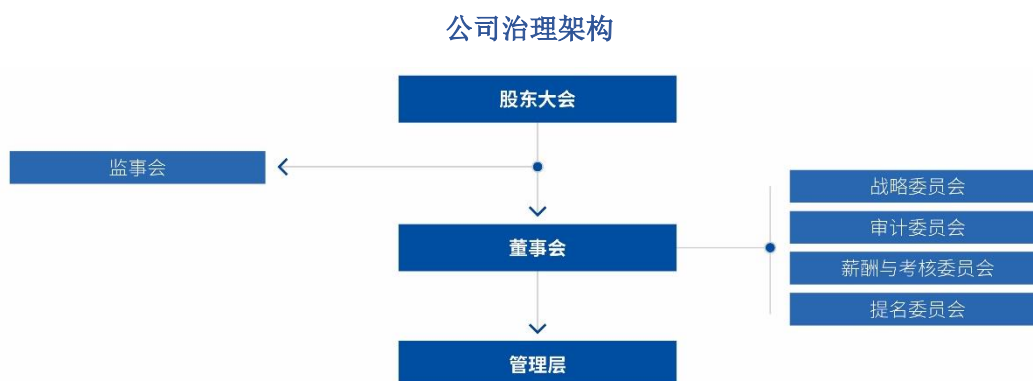 公司治理架构
股东大会
监事会
战略委员会
审计委员会
董事会
薪酬与考核委员会
提名委员会
管理层